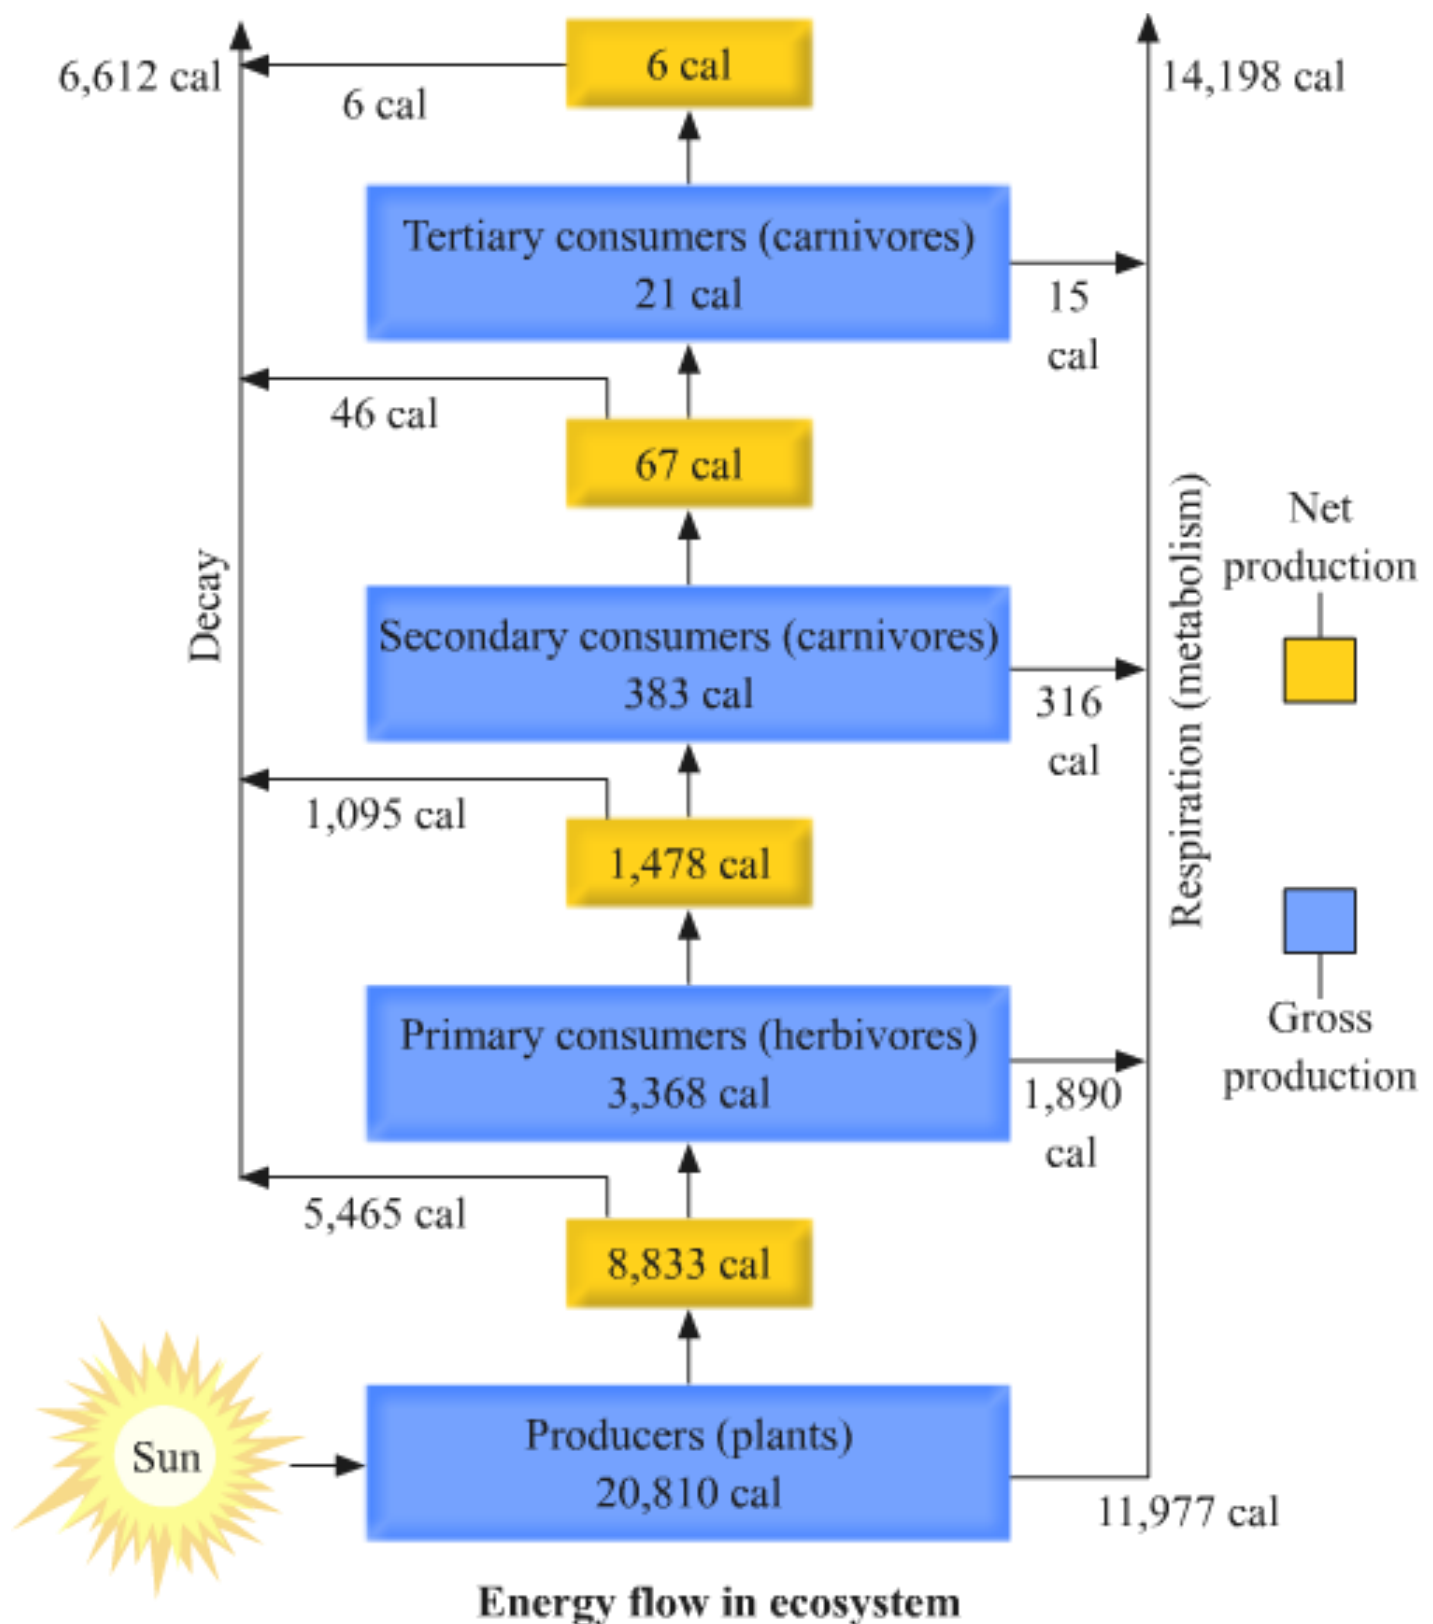 6 cal
6,612 cal
6 cal
14,198 cal
Tertiary consumers (carnivores)
21 cal
15
cal
46 cal
67 cal
Decay
Secondary consumers (carnivores)
383 cal
316
cal
Respiration (metabolism)
Net
production
1,095 cal
1,478 cal
Primary consumers (herbivores)
3,368 cal
1,890
cal
Gross
production
5,465 cal
8,833 cal
Sun
Producers (plants)
20,810 cal
11,977 cal
Energy flow in ecosystem